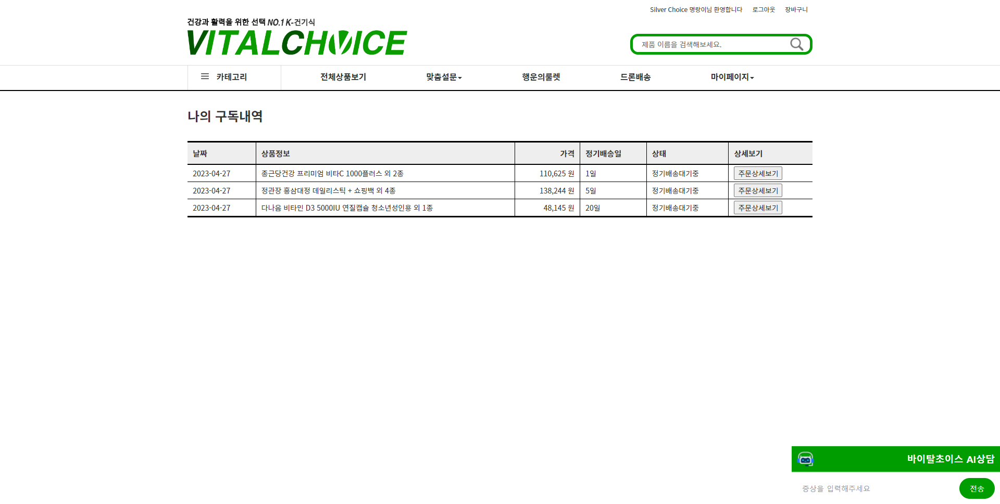 Silver Choice 명랑이님 환영합니다 로그아웃 장바구니
건강과 활력을 위한 선택 NO.1 K-건기식
VITALCHOICE
제품 이름을 검색해보세요.
카테고리 전체상품보기 맞춤설문 행운의룰렛 드론배송 마이페이지
나의 구독내역
날짜 상품정보 가격 정기배송일 상태 상세보기
2023-04-27 종근당건강 프리미엄 비타C 1000플러스 외 2종 110,625 원 1일 정기배송대기중 주문상세보기
2023-04-27 정관장 홍삼대정 데일리스틱 + 쇼핑백 외 4종 138,244 원 5일 정기배송대기중 주문상세보기
2023-04-27 다나음 비타민 D3 5000IU 연질캡슐 청소년성인용 외 1종 48,145 원 20일 정기배송대기중 주문상세보기
바이탈초이스 AI상담
증상을 입력해주세요 전송